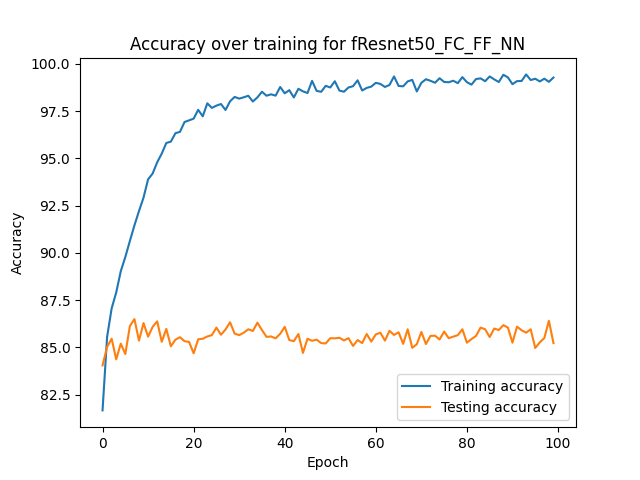 Accuracy over training for fResnet50_FC_FF_NN
100.0
97.5
95.0
92.5
90.0
87.5
85.0
82.5
Accuracy
Training accuracy
Testing accuracy
0 20 40 60 80 100
Epoch